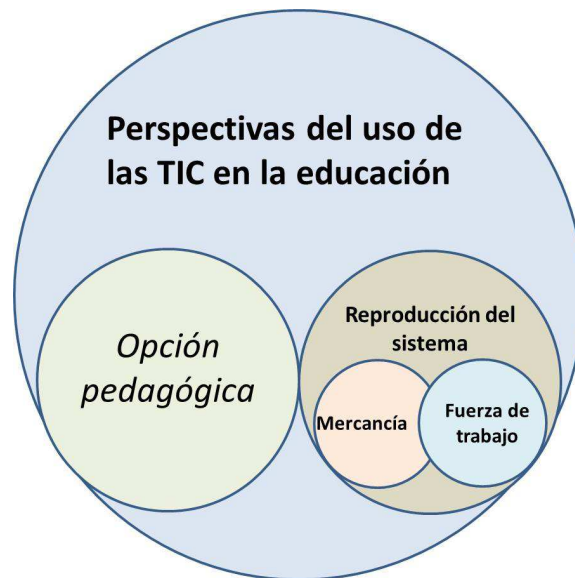 Perspectivas del uso de
las TIC en la educación
Opción
pedagógica
Reproducción del
sistema
Mercancía
Fuerza de
trabajo